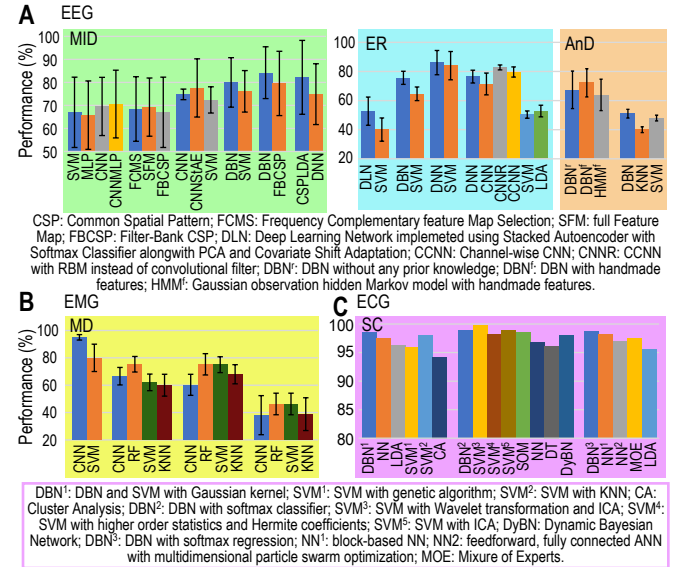 A
EEG
MID
ER
AnD
Performance (%)
100
90
80
70
60
50
100
80
60
40
20
SVM
MLP
CNN
CNNMLP
FCMS
SFM
FBCSP
CNN
CNNSAE
SVM
DBN
SVM
DBN
FBCSP
CSPLDA
DNN
DLN
SVM
DBN
SVM
DNN
SVM
DNN
CNN
CNNR
CCNN
SVM
LDA
DBNʳ
DBNᶠ
HMMᶠ
DBN
KNN
SVM
CSP: Common Spatial Pattern; FCMS: Frequency Complementary feature Map Selection; SFM: full Feature
Map; FBCSP: Filter-Bank CSP; DLN: Deep Learning Network implemeted using Stacked Autoencoder with
Softmax Classifier alongwith PCA and Covariate Shift Adaptation; CCNN: Channel-wise CNN; CNNR: CCNN
with RBM instead of convolutional filter; DBNʳ: DBN without any prior knowledge; DBNᶠ: DBN with handmade
features; HMMᶠ: Gaussian observation hidden Markov model with handmade features.
B
EMG
MD
Performance (%)
100
80
60
40
20
CNN
SVM
CNN
RF
SVM
KNN
CNN
RF
SVM
KNN
CNN
RF
SVM
KNN
C
ECG
SC
100
95
90
85
80
DBN¹
NN
LDA
SVM¹
SVM²
CA
DBN²
SVM³
SVM⁴
SVM⁵
SOM
NN
DT
DyBN
DBN³
NN¹
NN²
MOE
LDA
DBN¹: DBN and SVM with Gaussian kernel; SVM¹: SVM with genetic algorithm; SVM²: SVM with KNN; CA:
Cluster Analysis; DBN²: DBN with softmax classifier; SVM³: SVM with Wavelet transformation and ICA; SVM⁴:
SVM with higher order statistics and Hermite coefficients; SVM⁵: SVM with ICA; DyBN: Dynamic Bayesian
Network; DBN³: DBN with softmax regression; NN¹: block-based NN; NN2: feedforward, fully connected ANN
with multidimensional particle swarm optimization; MOE: Mixure of Experts.